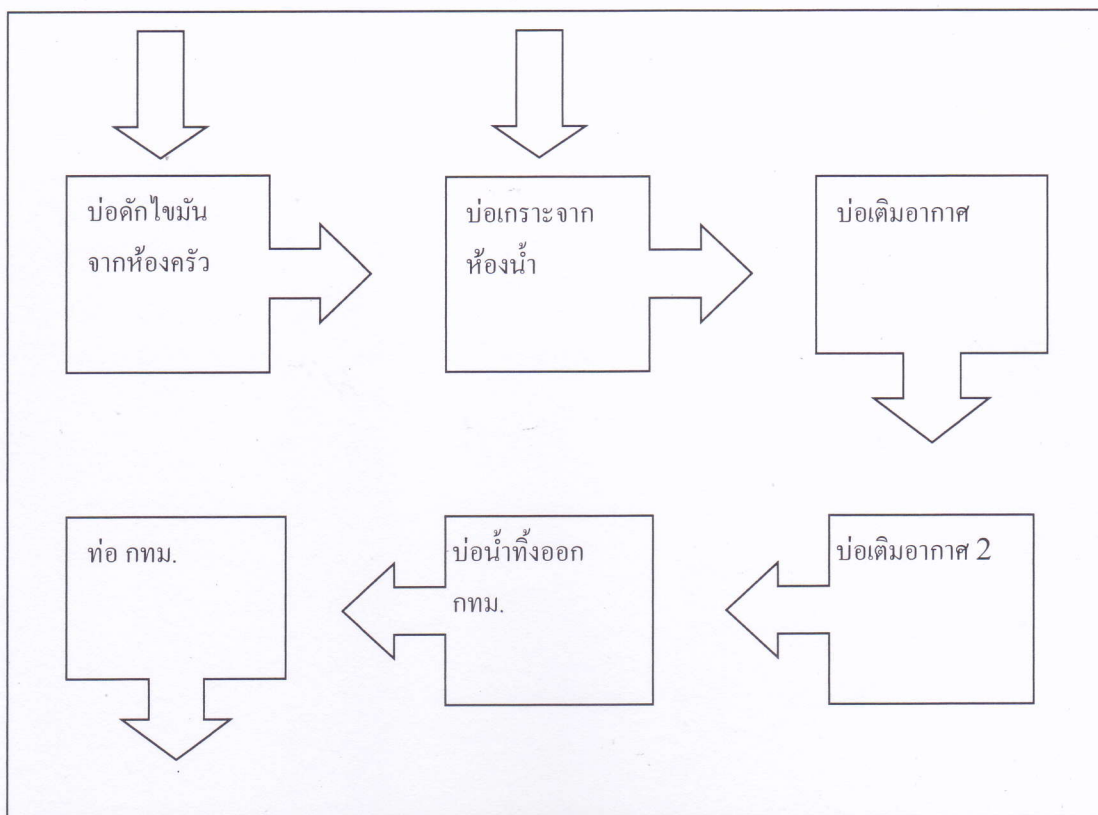 บ่อดักไขมัน
จากห้องครัว
บ่อเกราะจาก
ห้องน้ำ
บ่อเติมอากาศ
บ่อเติมอากาศ 2
บ่อน้ำทิ้งออก
กทม.
ท่อ กทม.